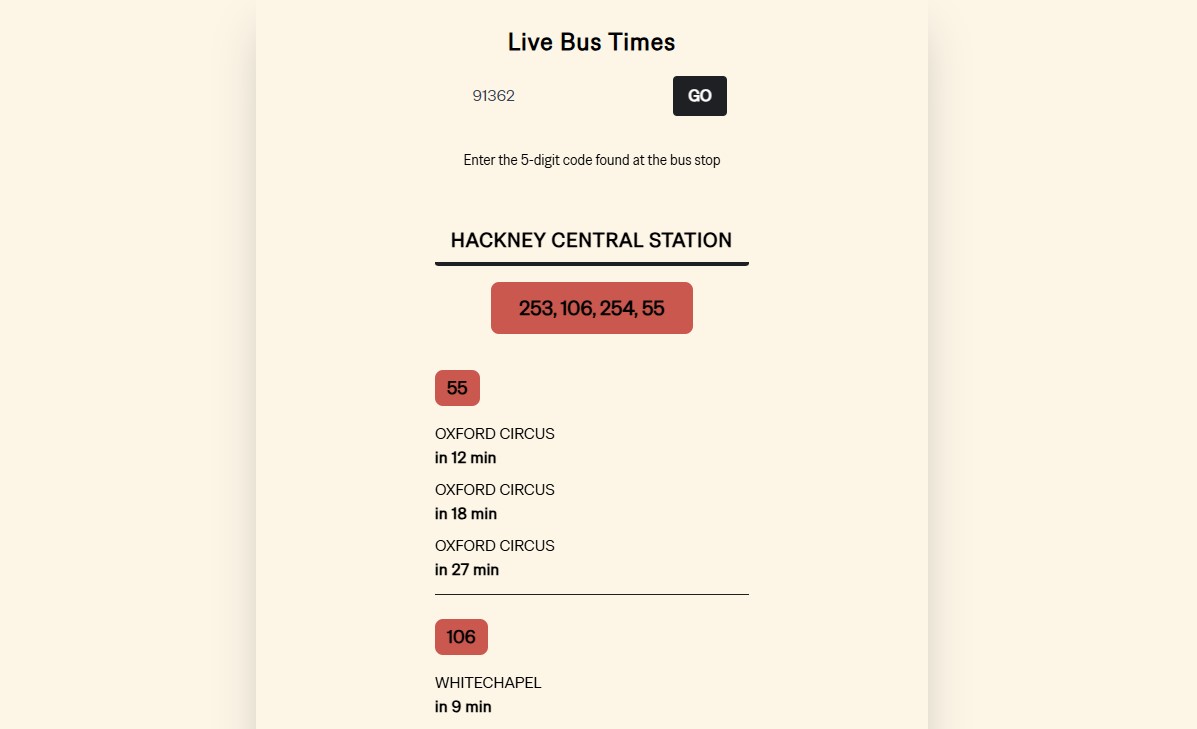 Live Bus Times
91362 GO
Enter the 5-digit code found at the bus stop
HACKNEY CENTRAL STATION
253, 106, 254, 55
55
OXFORD CIRCUS
in 12 min
OXFORD CIRCUS
in 18 min
OXFORD CIRCUS
in 27 min
106
WHITECHAPEL
in 9 min